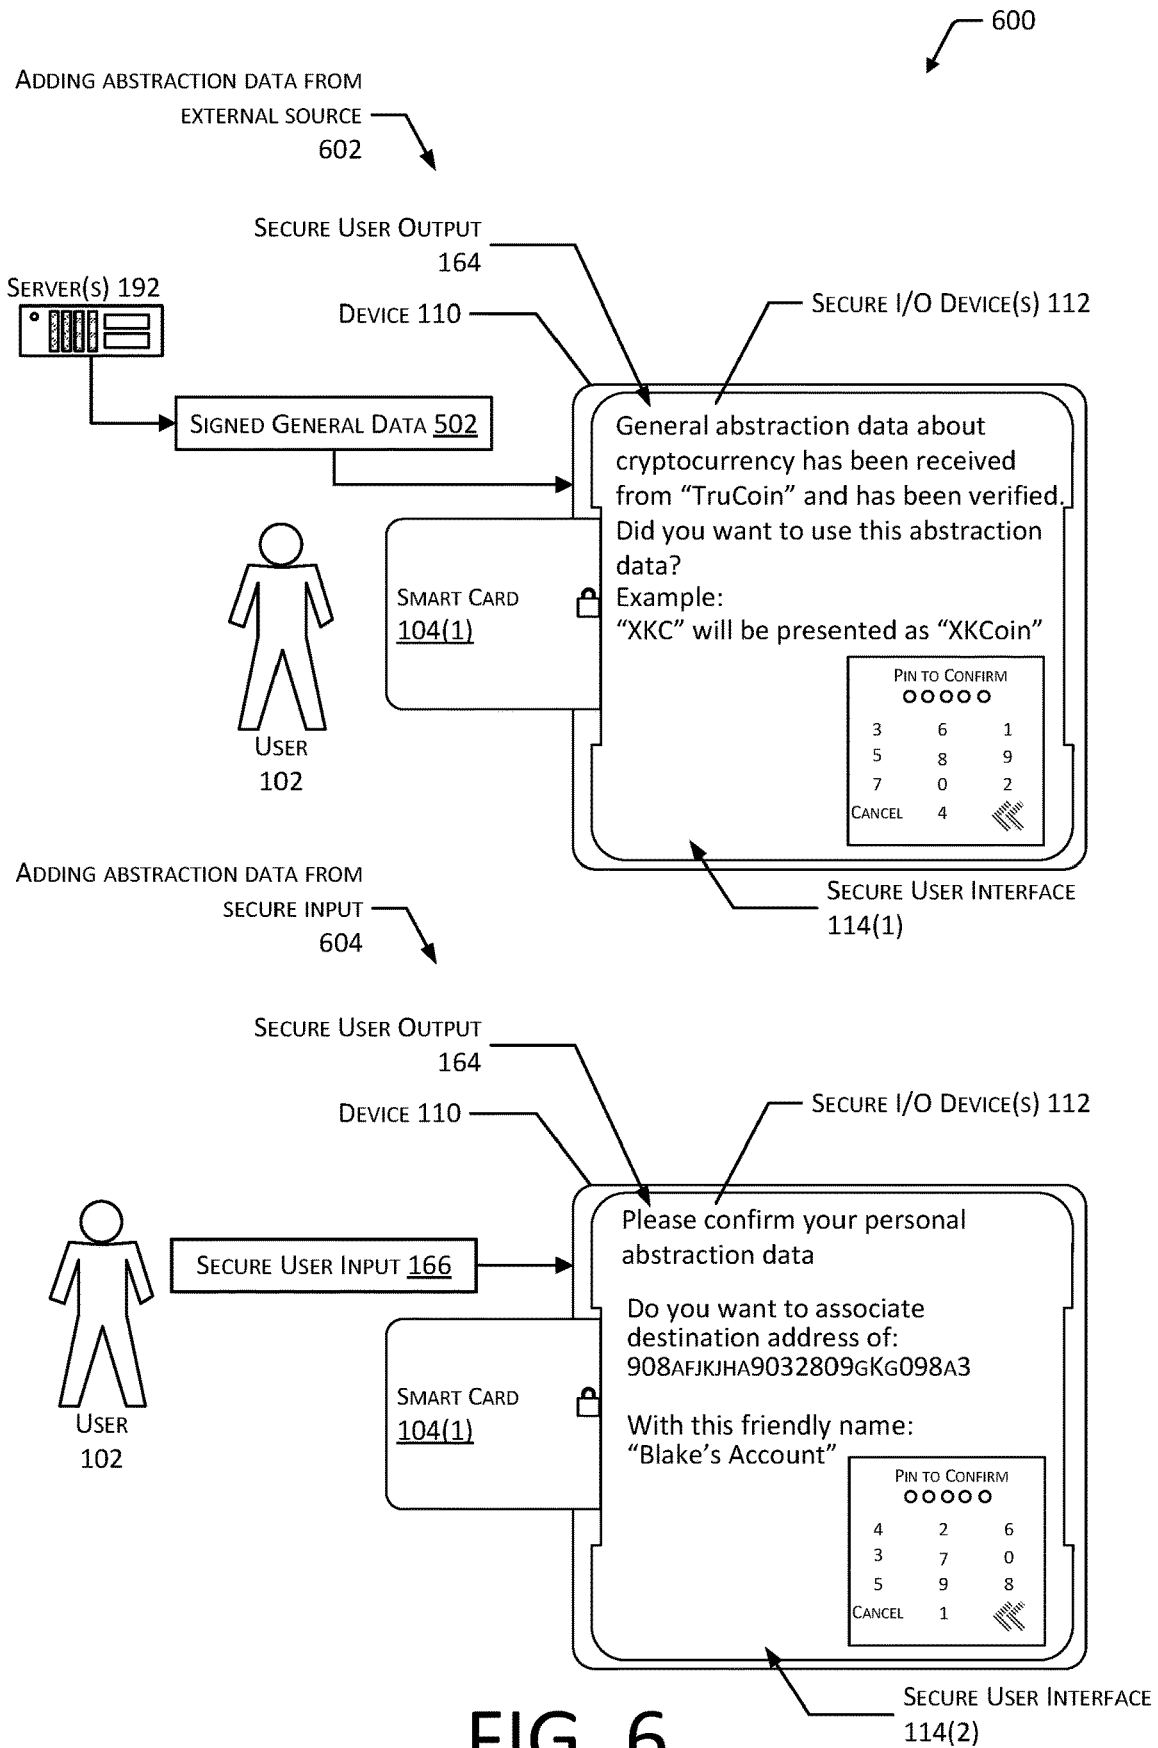 600
ADDING ABSTRACTION DATA FROM
EXTERNAL SOURCE
602
SECURE USER OUTPUT
164
SERVER(S) 192
DEVICE 110
SECURE I/O DEVICE(S) 112
SIGNED GENERAL DATA 502
General abstraction data about
cryptocurrency has been received
from “TruCoin” and has been verified.
Did you want to use this abstraction
data?
Example:
“XKC” will be presented as “XKCoin”
SMART CARD
104(1)
PIN TO CONFIRM
3 6 1
5 8 9
7 0 2
CANCEL 4
USER
102
SECURE USER INTERFACE
114(1)
ADDING ABSTRACTION DATA FROM
SECURE INPUT
604
SECURE USER OUTPUT
164
DEVICE 110
SECURE I/O DEVICE(S) 112
SECURE USER INPUT 166
Please confirm your personal
abstraction data
Do you want to associate
destination address of:
908AFJKJHA9032809GKG098A3
With this friendly name:
“Blake’s Account”
SMART CARD
104(1)
PIN TO CONFIRM
4 2 6
3 7 0
5 9 8
CANCEL 1
USER
102
SECURE USER INTERFACE
114(2)
FIG. 6